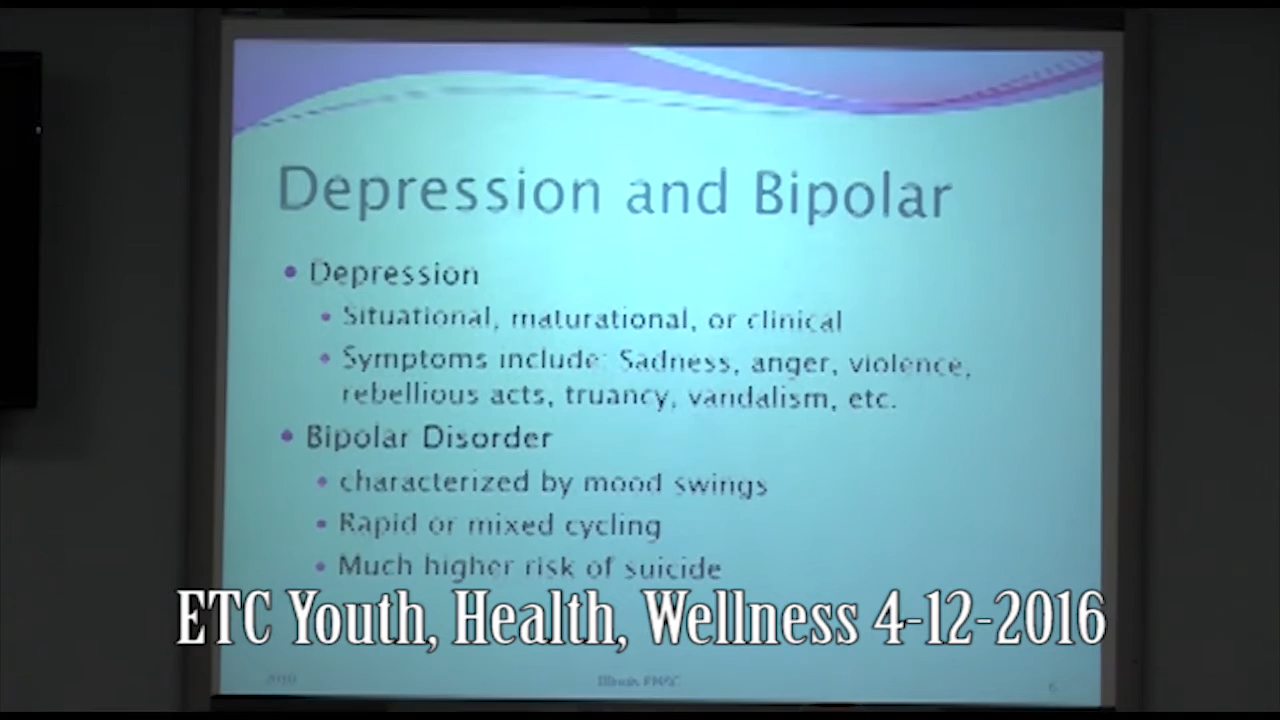 Depression and Bipolar
• Depression
• Situational, maturational, or clinical
• Symptoms include: Sadness, anger, violence,
rebellious acts, truancy, vandalism, etc.
• Bipolar Disorder
• characterized by mood swings
• Rapid or mixed cycling
• Much higher risk of suicide
ETC Youth, Health, Wellness 4-12-2016
Illinois
6